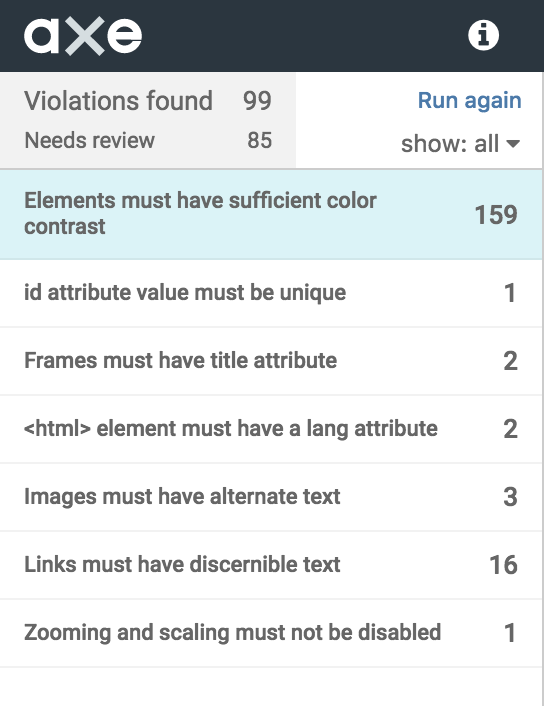 axe
Violations found 99
Run again
Needs review 85
show: all
Elements must have sufficient color
contrast
159
id attribute value must be unique 1
Frames must have title attribute 2
<html> element must have a lang attribute 2
Images must have alternate text 3
Links must have discernible text 16
Zooming and scaling must not be disabled 1